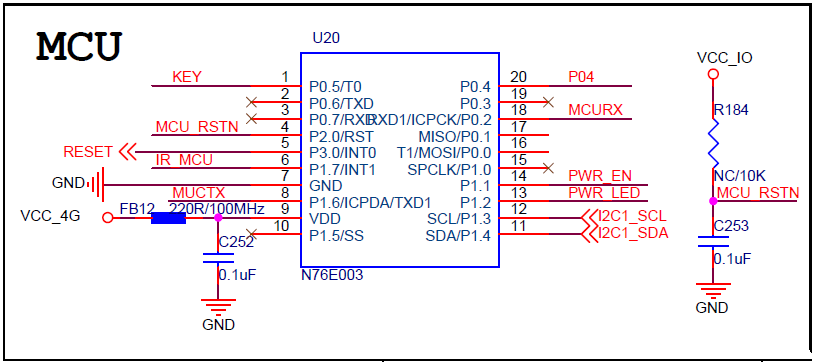 MCU
U20
KEY 1 P0.5/T0 P0.4 20 P04
2 P0.6/TXD P0.3 19
3 P0.7/RXD RXD1/ICPCK/P0.2 18 MCURX
MCU_RSTN 4 P2.0/RST MISO/P0.1 17
RESET 5 P3.0/INT0 T1/MOSI/P0.0 16
IR_MCU 6 P1.7/INT1 SPCLK/P1.0 15
GND 7 GND P1.1 14 PWR_EN
MUCTX 8 P1.6/ICPDA/TXD1 P1.2 13 PWR_LED
VCC_4G FB12 220R/100MHz 9 VDD SCL/P1.3 12 I2C1_SCL
10 P1.5/SS SDA/P1.4 11 I2C1_SDA
C252
0.1uF
GND
N76E003
VCC_IO
R184
NC/10K
MCU_RSTN
C253
0.1uF
GND